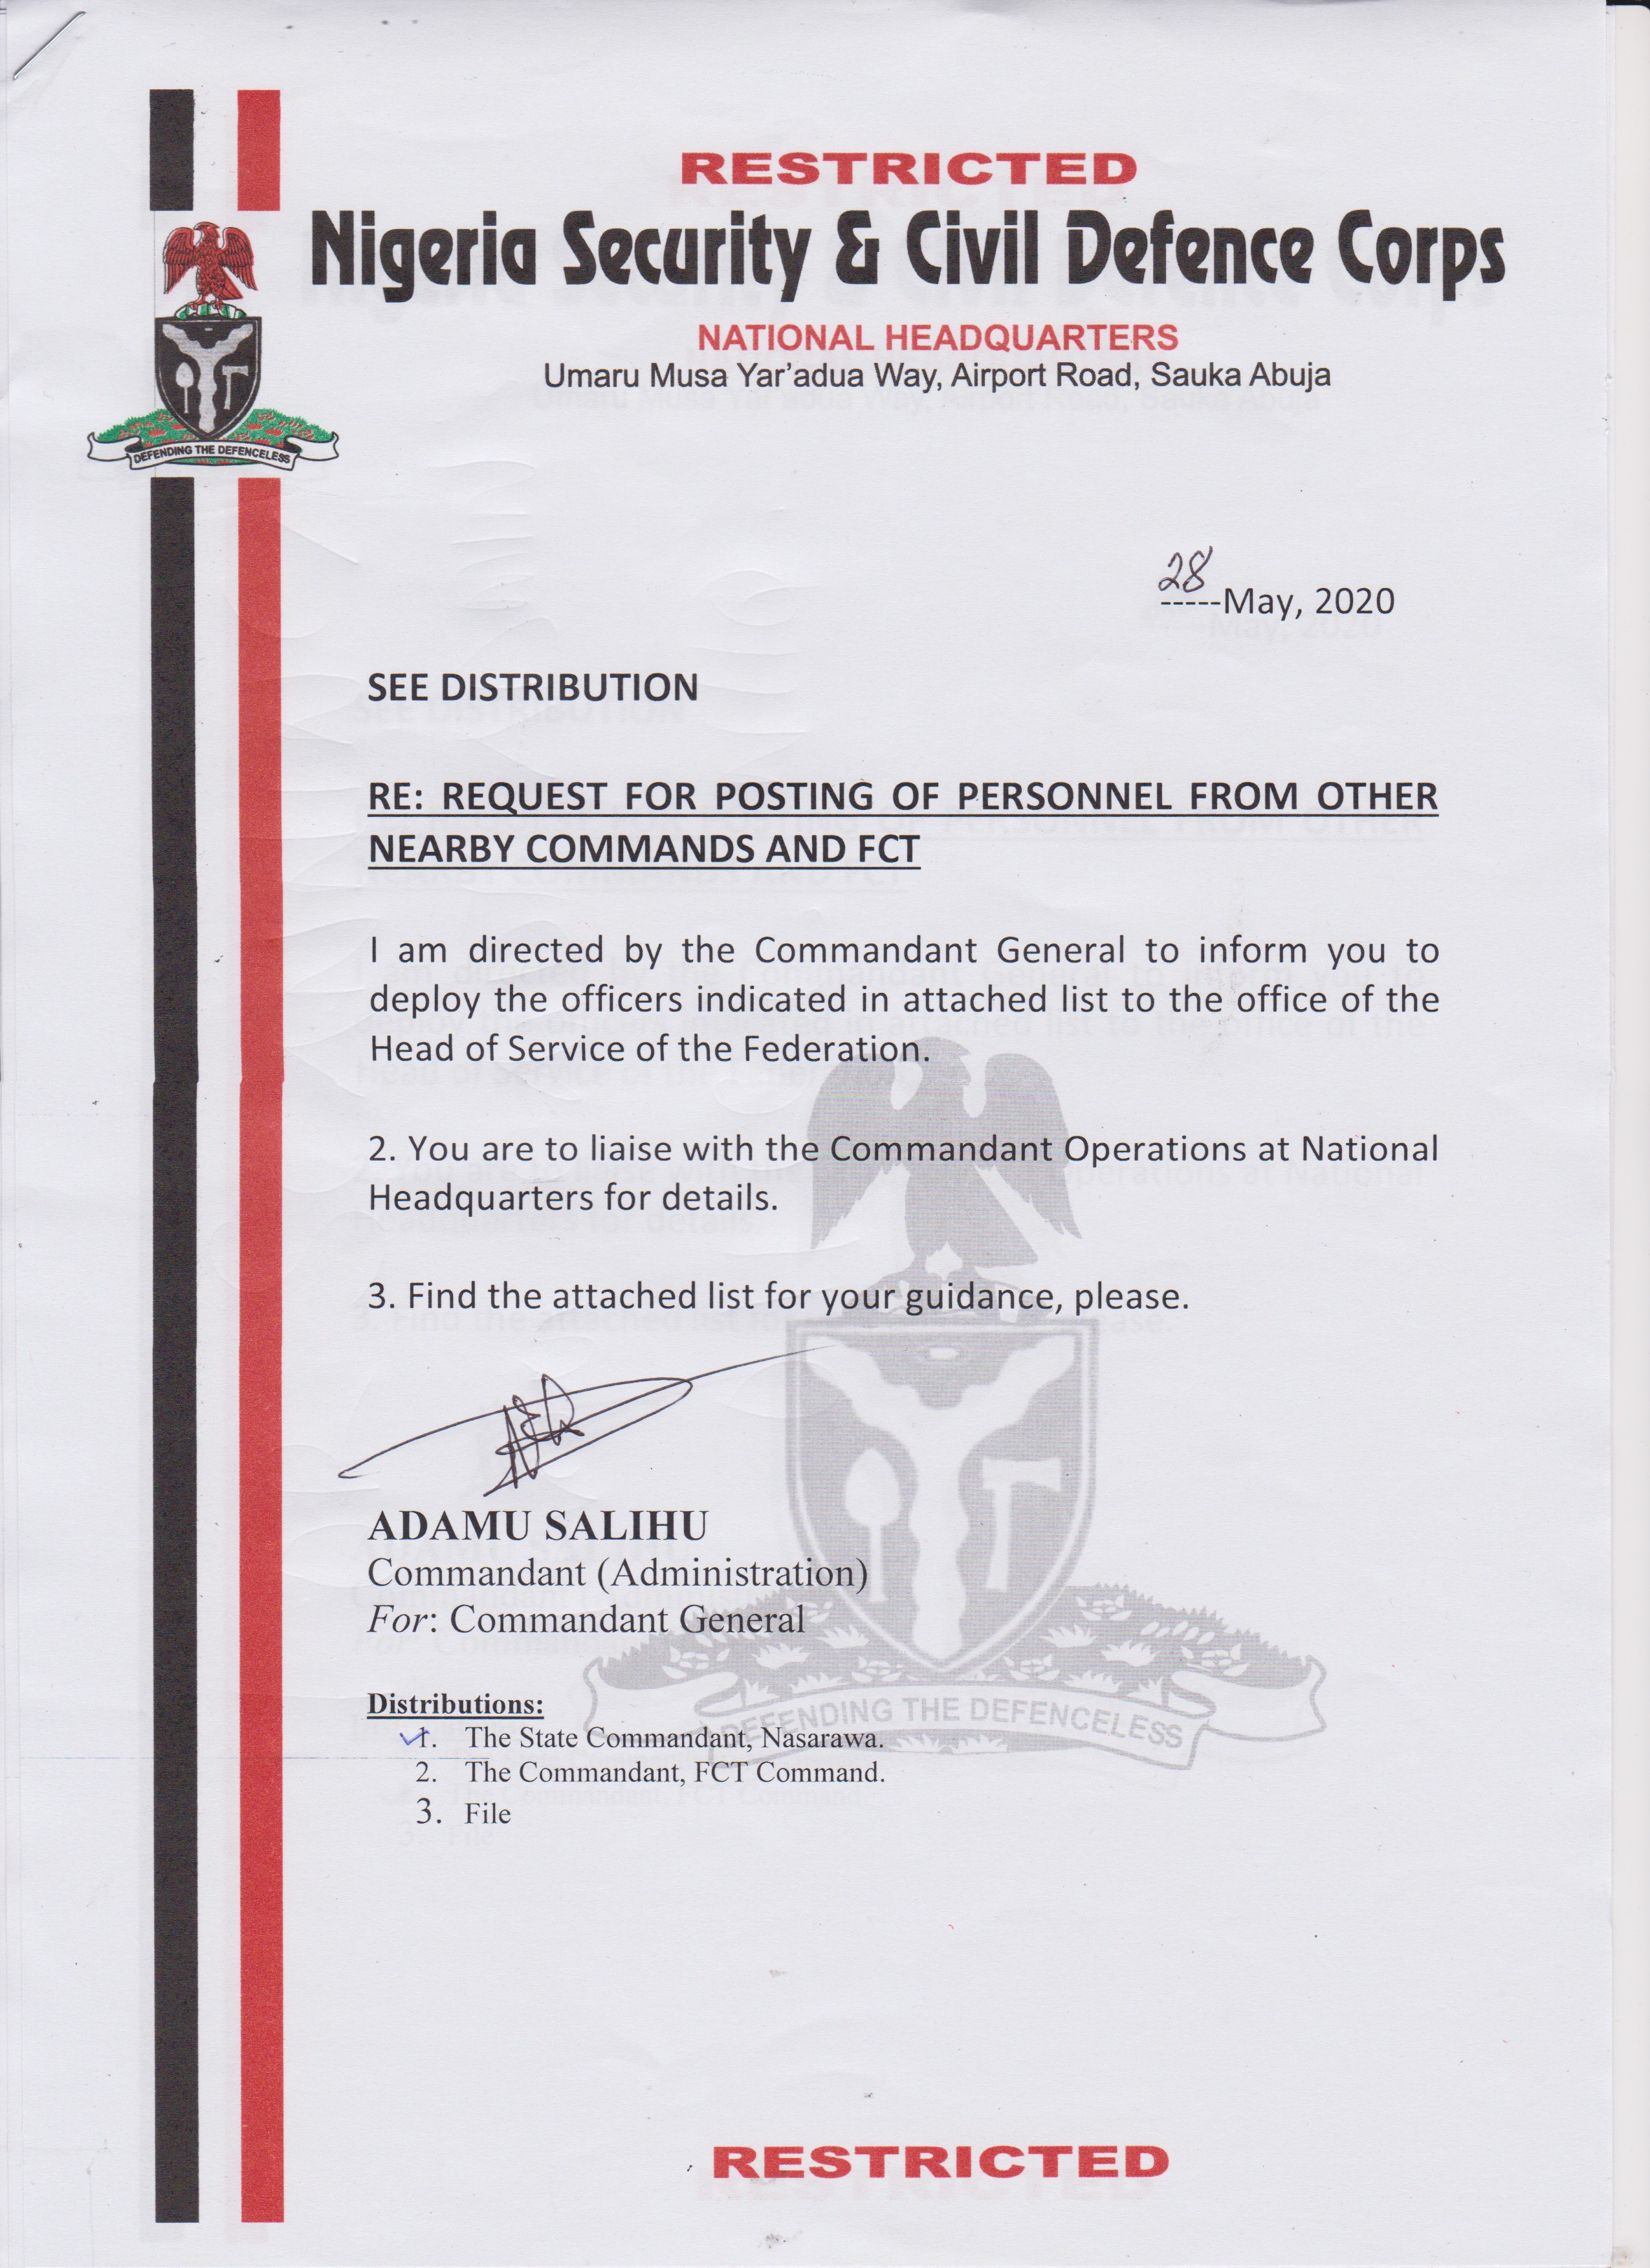 RESTRICTED
Nigeria Security & Civil Defence Corps
NATIONAL HEADQUARTERS
Umaru Musa Yar'adua Way, Airport Road, Sauka Abuja
DEFENDING THE DEFENCELESS
28
-----May, 2020
SEE DISTRIBUTION
RE: REQUEST FOR POSTING OF PERSONNEL FROM OTHER
NEARBY COMMANDS AND FCT
I am directed by the Commandant General to inform you to
deploy the officers indicated in attached list to the office of the
Head of Service of the Federation.
2. You are to liaise with the Commandant Operations at National
Headquarters for details.
3. Find the attached list for your guidance, please.
ADAMU SALIHU
Commandant (Administration)
For: Commandant General
Distributions:
1. The State Commandant, Nasarawa.
2. The Commandant, FCT Command.
3. File
DEFENDING THE DEFENCELESS
RESTRICTED